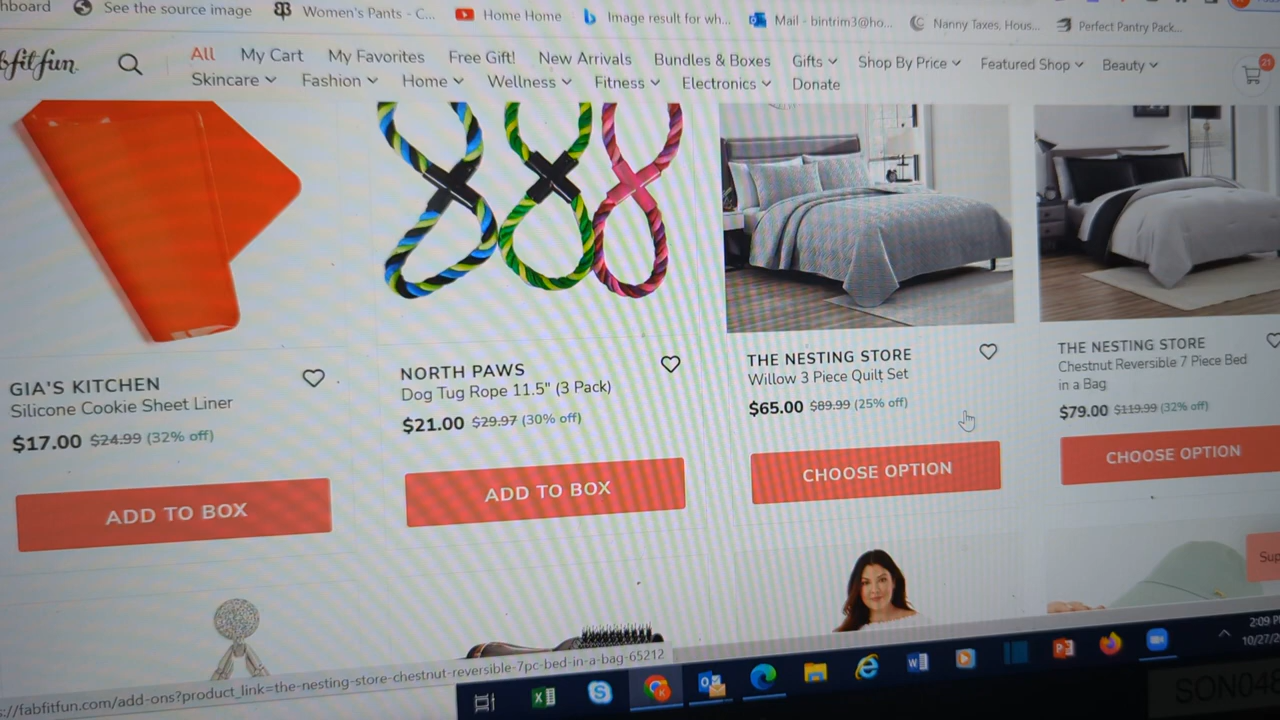 hboard See the source image Women's Pants - C... Home Home Image result for wh... Mail - bintrim3@ho... Nanny Taxes, Hous... Perfect Pantry Pack...
bfitfun All My Cart My Favorites Free Gift! New Arrivals Bundles & Boxes Gifts Shop By Price Featured Shop Beauty 21
Skincare Fashion Home Wellness Fitness Electronics Donate
GIA'S KITCHEN
Silicone Cookie Sheet Liner
$17.00 $24.99 (32% off)
ADD TO BOX
NORTH PAWS
Dog Tug Rope 11.5" (3 Pack)
$21.00 $29.97 (30% off)
ADD TO BOX
THE NESTING STORE
Willow 3 Piece Quilt Set
$65.00 $89.99 (25% off)
CHOOSE OPTION
THE NESTING STORE
Chestnut Reversible 7 Piece Bed
in a Bag
$79.00 $119.99 (32% off)
CHOOSE OPTION
Sup
s://fabfitfun.com/add-ons?product_link=the-nesting-store-chestnut-reversible-7pc-bed-in-a-bag-65212
2:09 P
10/27/2
SON048